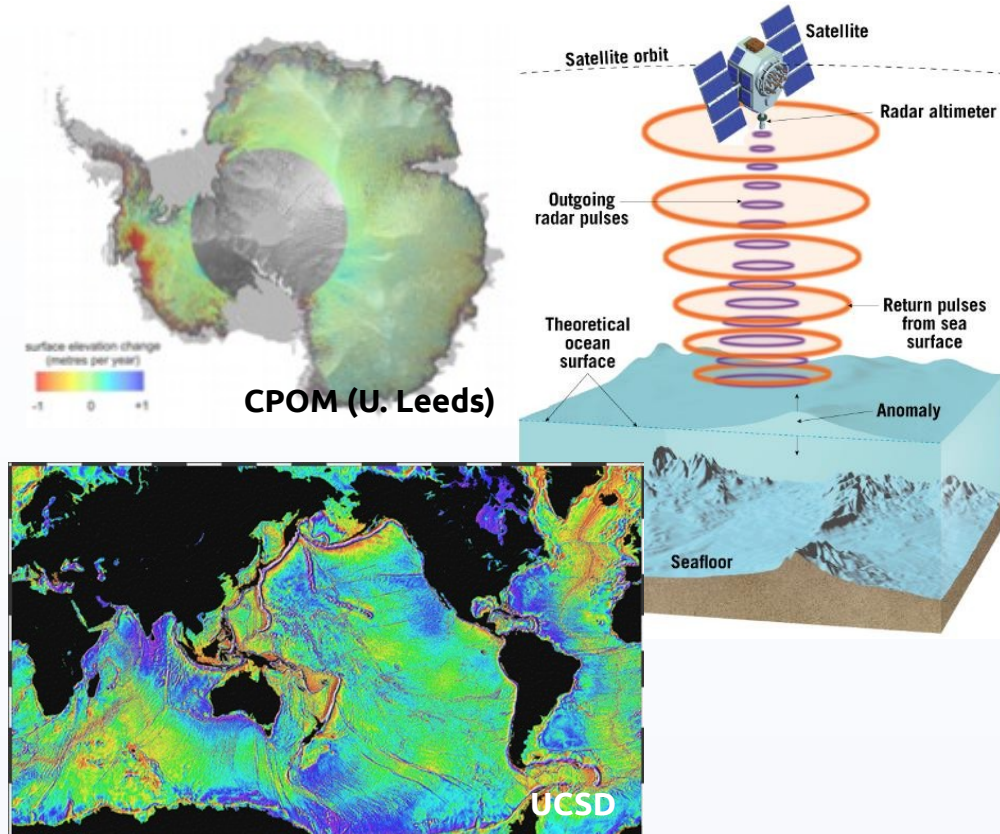 surface elevation change
(metres per year)
-1
0
+1
CPOM (U. Leeds)
Satellite orbit
Satellite
Radar altimeter
Outgoing
radar pulses
Return pulses
from sea
surface
Theoretical
ocean
surface
Anomaly
Seafloor
UCSD